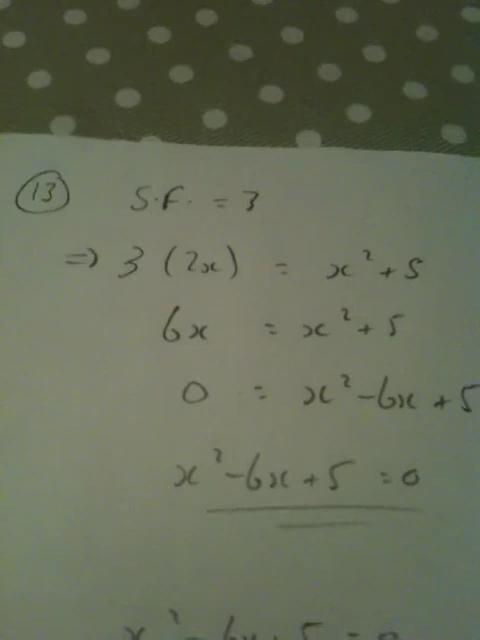 13 S.F. = 3
=> 3 (2x) = x² + 5
6x = x² + 5
0 = x² - 6x + 5
x² - 6x + 5 = 0